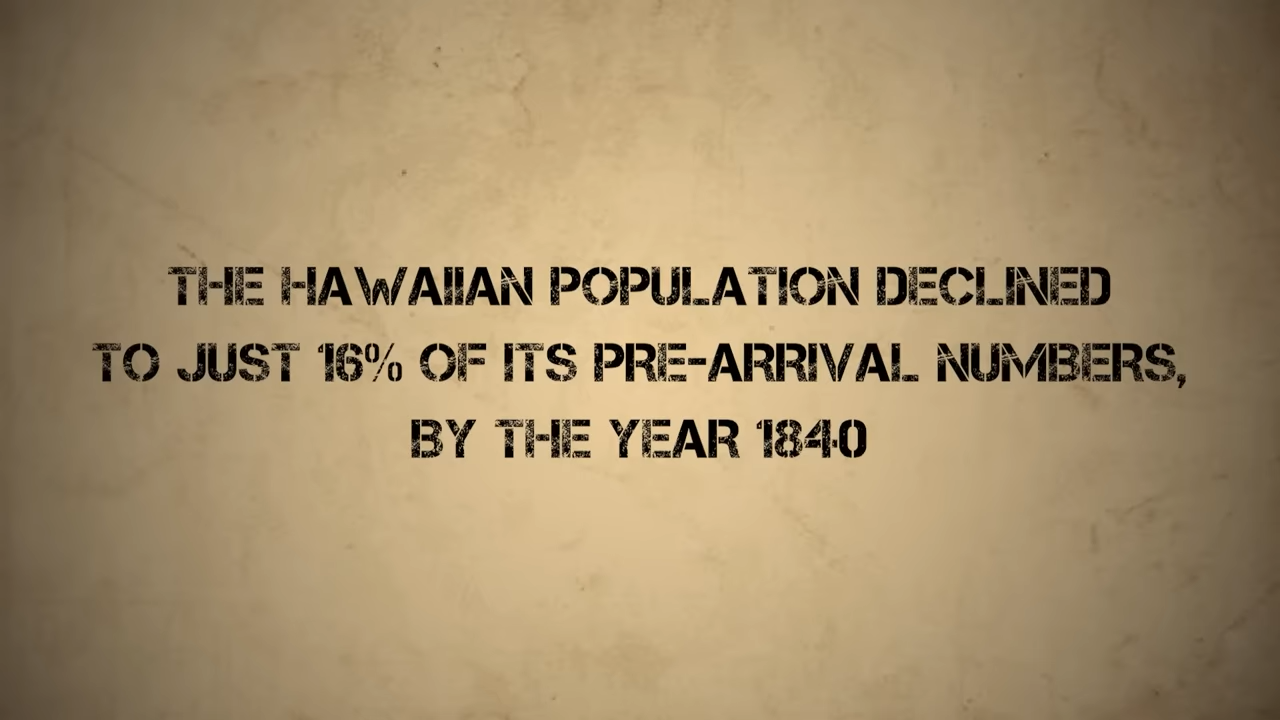 THE HAWAIIAN POPULATION DECLINED
TO JUST 16% OF ITS PRE-ARRIVAL NUMBERS,
BY THE YEAR 1840